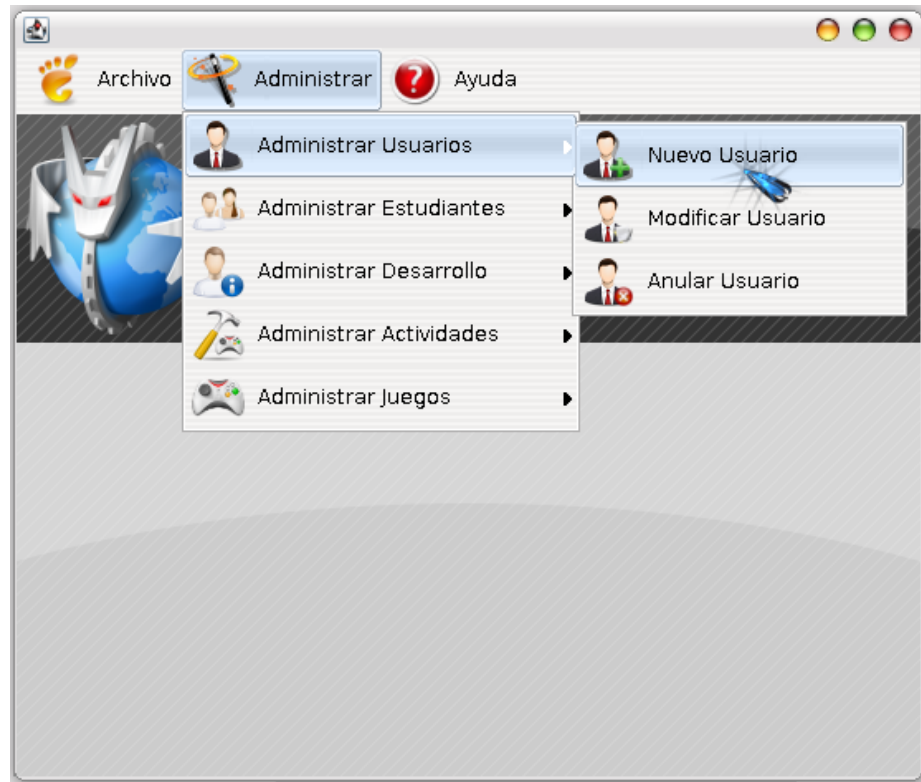 Archivo Administrar Ayuda
Administrar Usuarios
Administrar Estudiantes
Administrar Desarrollo
Administrar Actividades
Administrar Juegos
Nuevo Usuario
Modificar Usuario
Anular Usuario